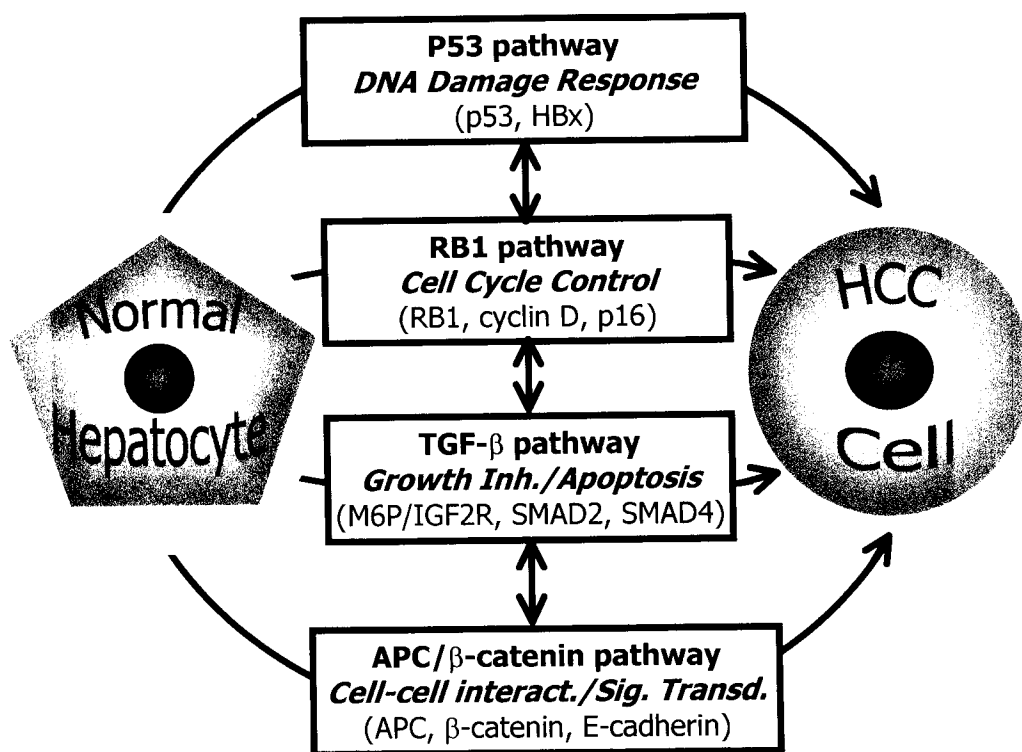 P53 pathway
DNA Damage Response
(p53, HBx)
RB1 pathway
Cell Cycle Control
(RB1, cyclin D, p16)
Normal
Hepatocyte
HCC
Cell
TGF-β pathway
Growth Inh./Apoptosis
(M6P/IGF2R, SMAD2, SMAD4)
APC/β-catenin pathway
Cell-cell interact./Sig. Transd.
(APC, β-catenin, E-cadherin)